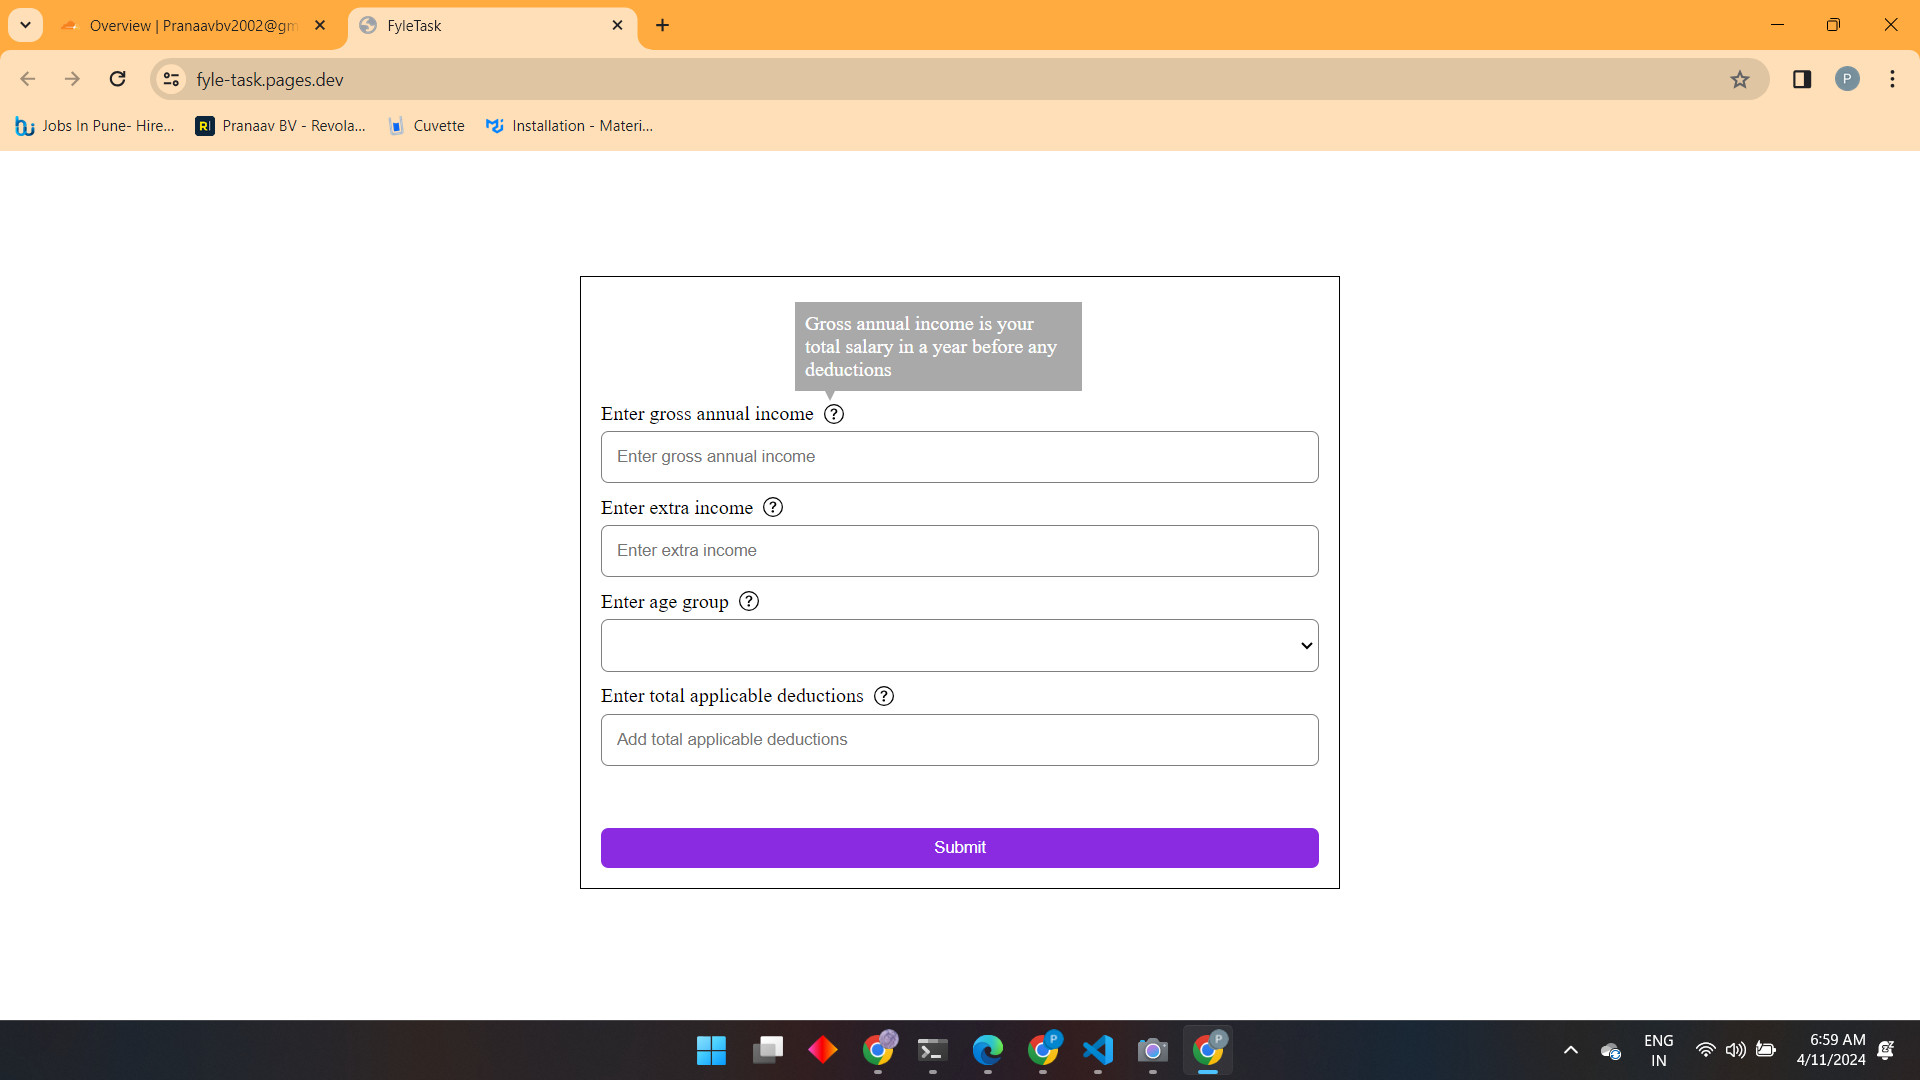 Overview | Pranaavbv2002@gm
FyleTask
fyle-task.pages.dev
P
Jobs In Pune- Hire...
RI
Pranaav BV - Revola...
Cuvette
Installation - Materi...
Gross annual income is your
total salary in a year before any
deductions
Enter gross annual income ?
Enter gross annual income
Enter extra income ?
Enter extra income
Enter age group ?
Enter total applicable deductions ?
Add total applicable deductions
Submit
P
P
ENG
IN
6:59 AM
4/11/2024